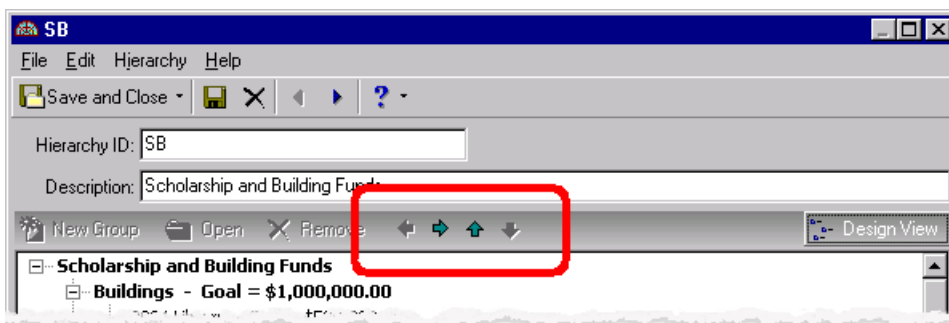 SB
File Edit Hierarchy Help
Save and Close ?
Hierarchy ID: SB
Description: Scholarship and Building Funds
New Group Open Remove Design View
Scholarship and Building Funds
Buildings - Goal = $1,000,000.00